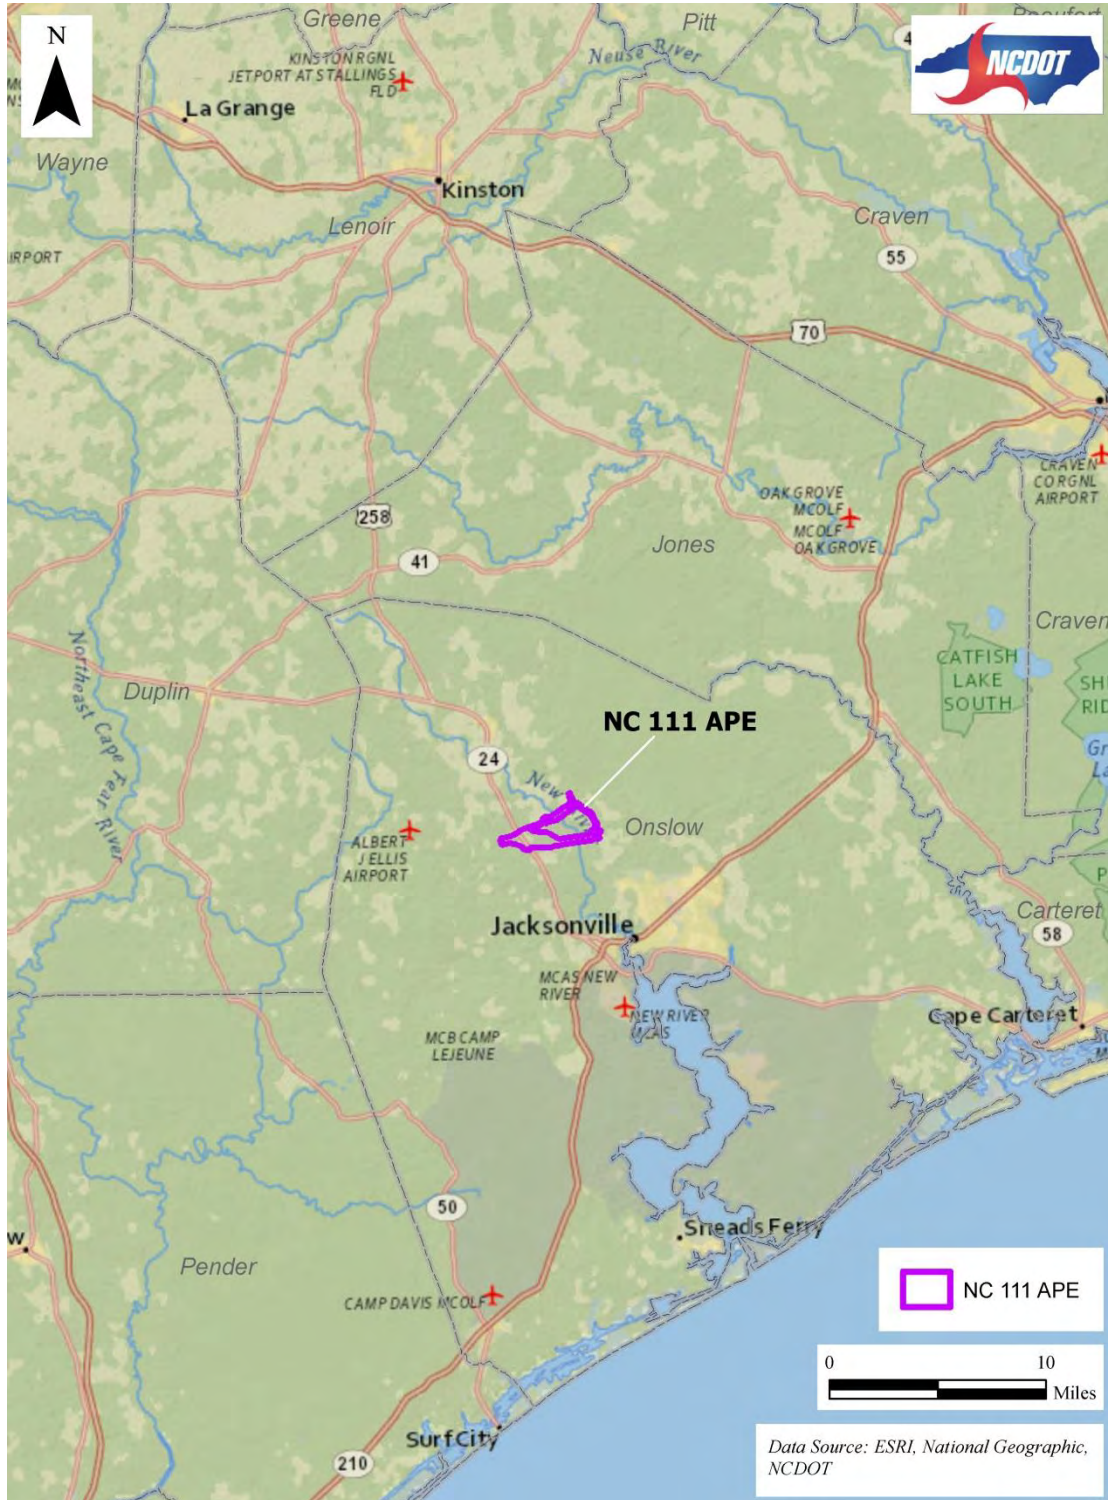 Greene
Pitt
N
KINSTON RGNL
JETPORT AT STALLINGS
FLD
Neuse River
NCDOT
La Grange
Wayne
Kinston
Lenoir
Craven
55
70
CRAVEN
CO RGNL
AIRPORT
OAK GROVE
MCOLF
MCOLF
OAK GROVE
258
41
Jones
Craven
CATFISH
LAKE
SOUTH
Northeast Cape Fear River
Duplin
NC 111 APE
24
New
Onslow
ALBERT
J ELLIS
AIRPORT
Jacksonville
Carteret
58
MCAS NEW
RIVER
NEW RIVER
MCAS
Cape Carteret
MCB CAMP
LEJEUNE
50
Sneads Ferry
Pender
CAMP DAVIS MCOLF
NC 111 APE
0 10
Miles
Surf City
210
Data Source: ESRI, National Geographic,
NCDOT